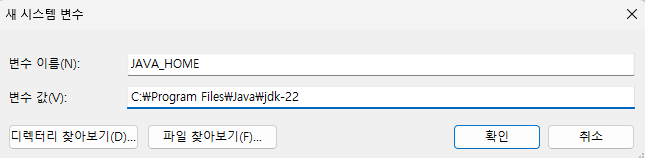 새 시스템 변수
변수 이름(N): JAVA_HOME
변수 값(V): C:₩Program Files₩Java₩jdk-22
디렉터리 찾아보기(D)... 파일 찾아보기(F)... 확인 취소